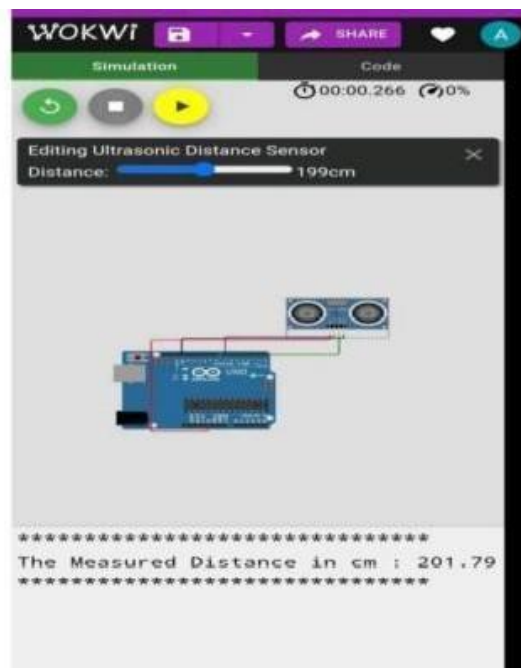 WOKWi
SHARE
A
Simulation
Code
00:00.266
0%
Editing Ultrasonic Distance Sensor
Distance:
199cm
UNO
********************************
The Measured Distance in cm : 201.79
********************************